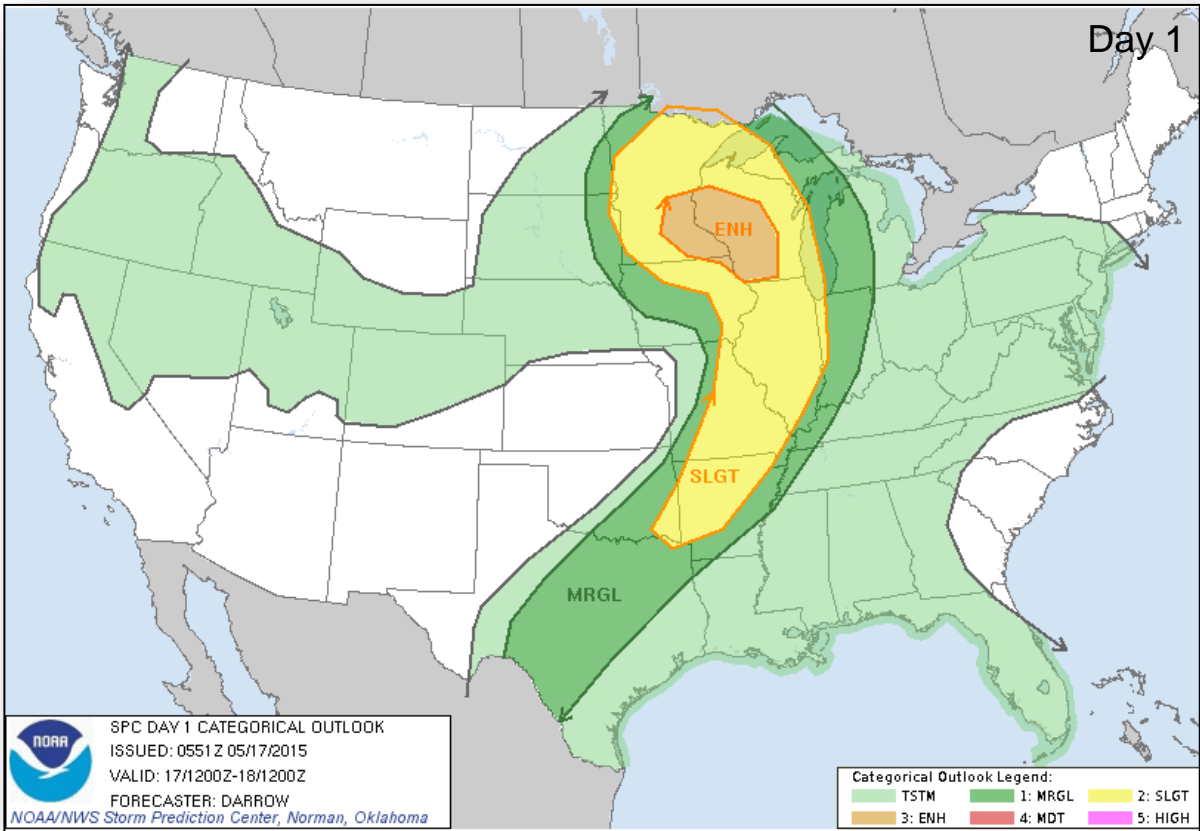 Day 1
ENH
SLGT
MRGL
NOAA
SPC DAY 1 CATEGORICAL OUTLOOK
ISSUED: 0551Z 05/17/2015
VALID: 17/1200Z-18/1200Z
FORECASTER: DARROW
NOAA/NWS Storm Prediction Center, Norman, Oklahoma
Categorical Outlook Legend:
TSTM 1: MRGL 2: SLGT
3: ENH 4: MDT 5: HIGH